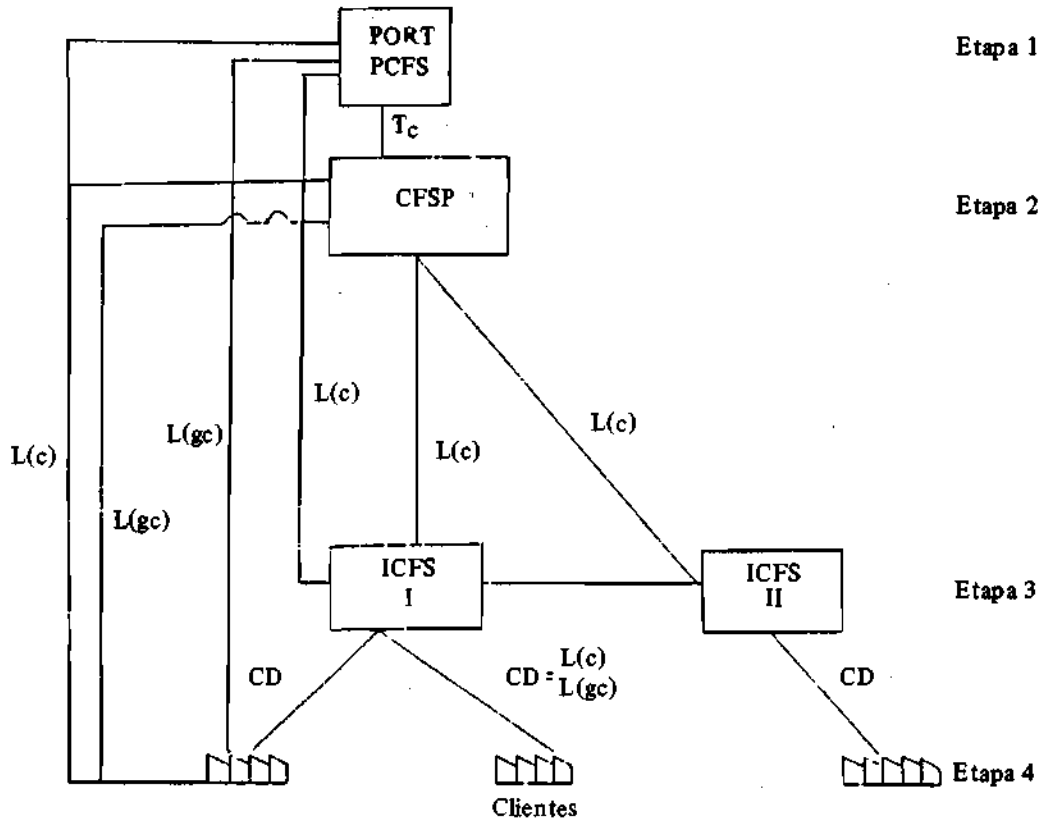 PORT
PCFS
Etapa 1
Tc
CFSP
Etapa 2
L(c)
L(gc)
L(c)
L(c)
L(c)
L(gc)
ICFS
I
ICFS
II
Etapa 3
CD
CD = L(c)
L(gc)
CD
Etapa 4
Clientes